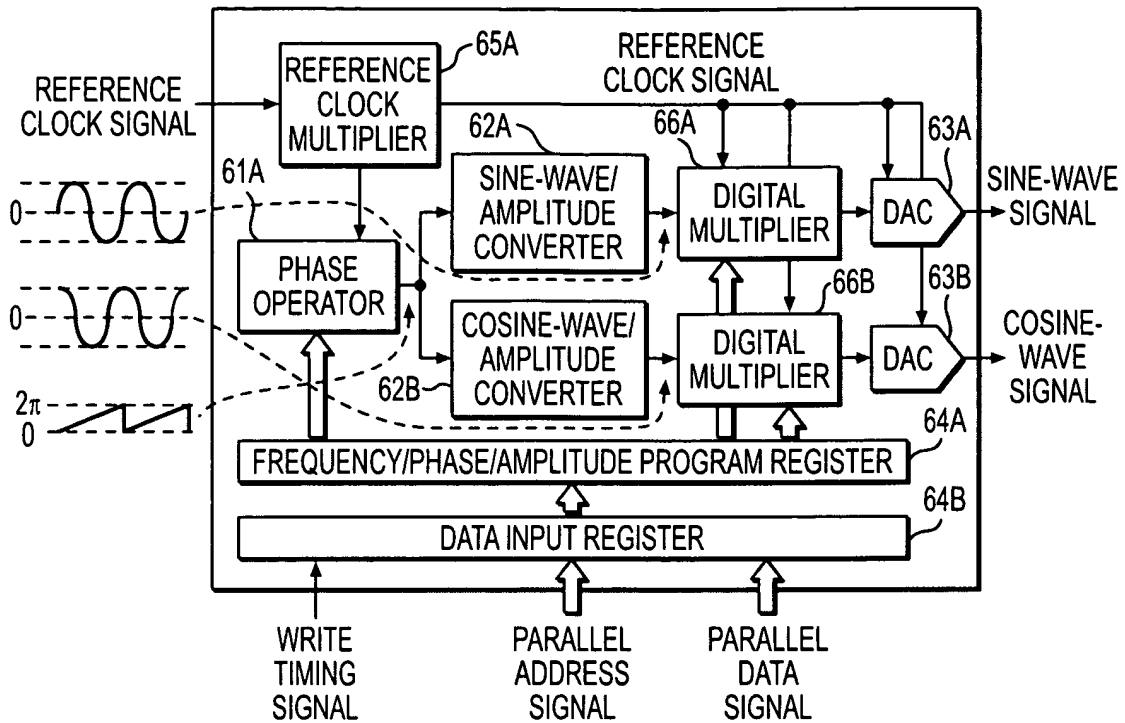 65A
REFERENCE
CLOCK SIGNAL
REFERENCE
CLOCK
MULTIPLIER
REFERENCE
CLOCK SIGNAL
62A
66A
63A
61A
SINE-WAVE/
AMPLITUDE
CONVERTER
DIGITAL
MULTIPLIER
DAC
SINE-WAVE
SIGNAL
0
PHASE
OPERATOR
66B
63B
0
COSINE-WAVE/
AMPLITUDE
CONVERTER
62B
DIGITAL
MULTIPLIER
DAC
COSINE-
WAVE
SIGNAL
2π
0
64A
FREQUENCY/PHASE/AMPLITUDE PROGRAM REGISTER
64B
DATA INPUT REGISTER
WRITE
TIMING
SIGNAL
PARALLEL
ADDRESS
SIGNAL
PARALLEL
DATA
SIGNAL